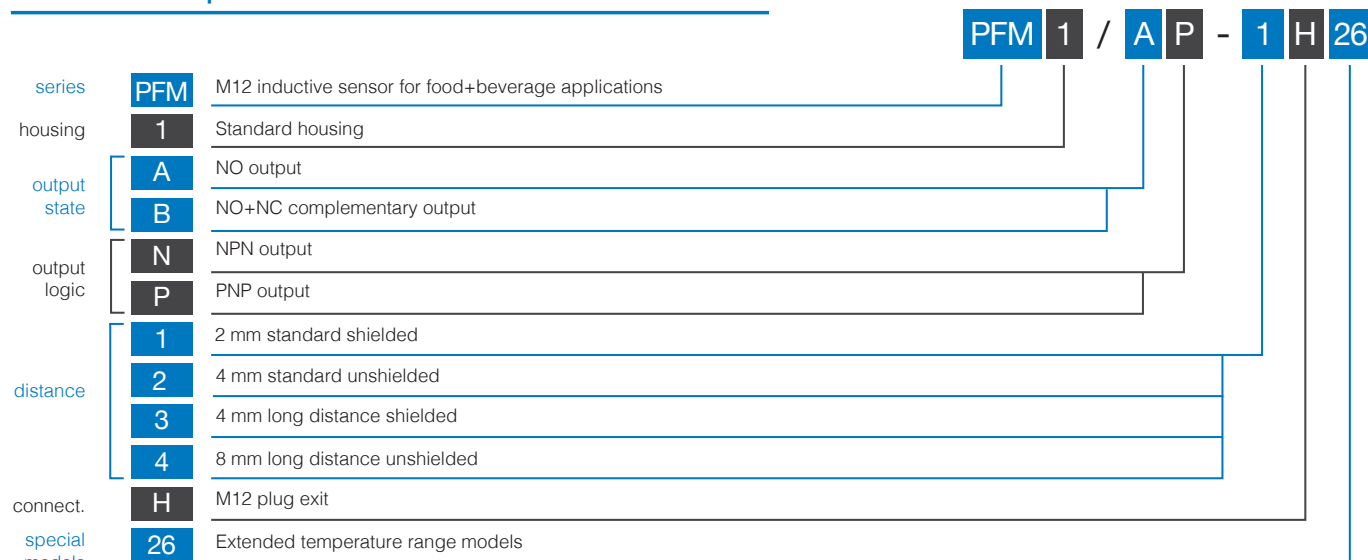 PFM 1 / A P - 1 H 26
series PFM M12 inductive sensor for food+beverage applications
housing 1 Standard housing
output state
A NO output
B NO+NC complementary output
output logic
N NPN output
P PNP output
distance
1 2 mm standard shielded
2 4 mm standard unshielded
3 4 mm long distance shielded
4 8 mm long distance unshielded
connect. H M12 plug exit
special
26 Extended temperature range models